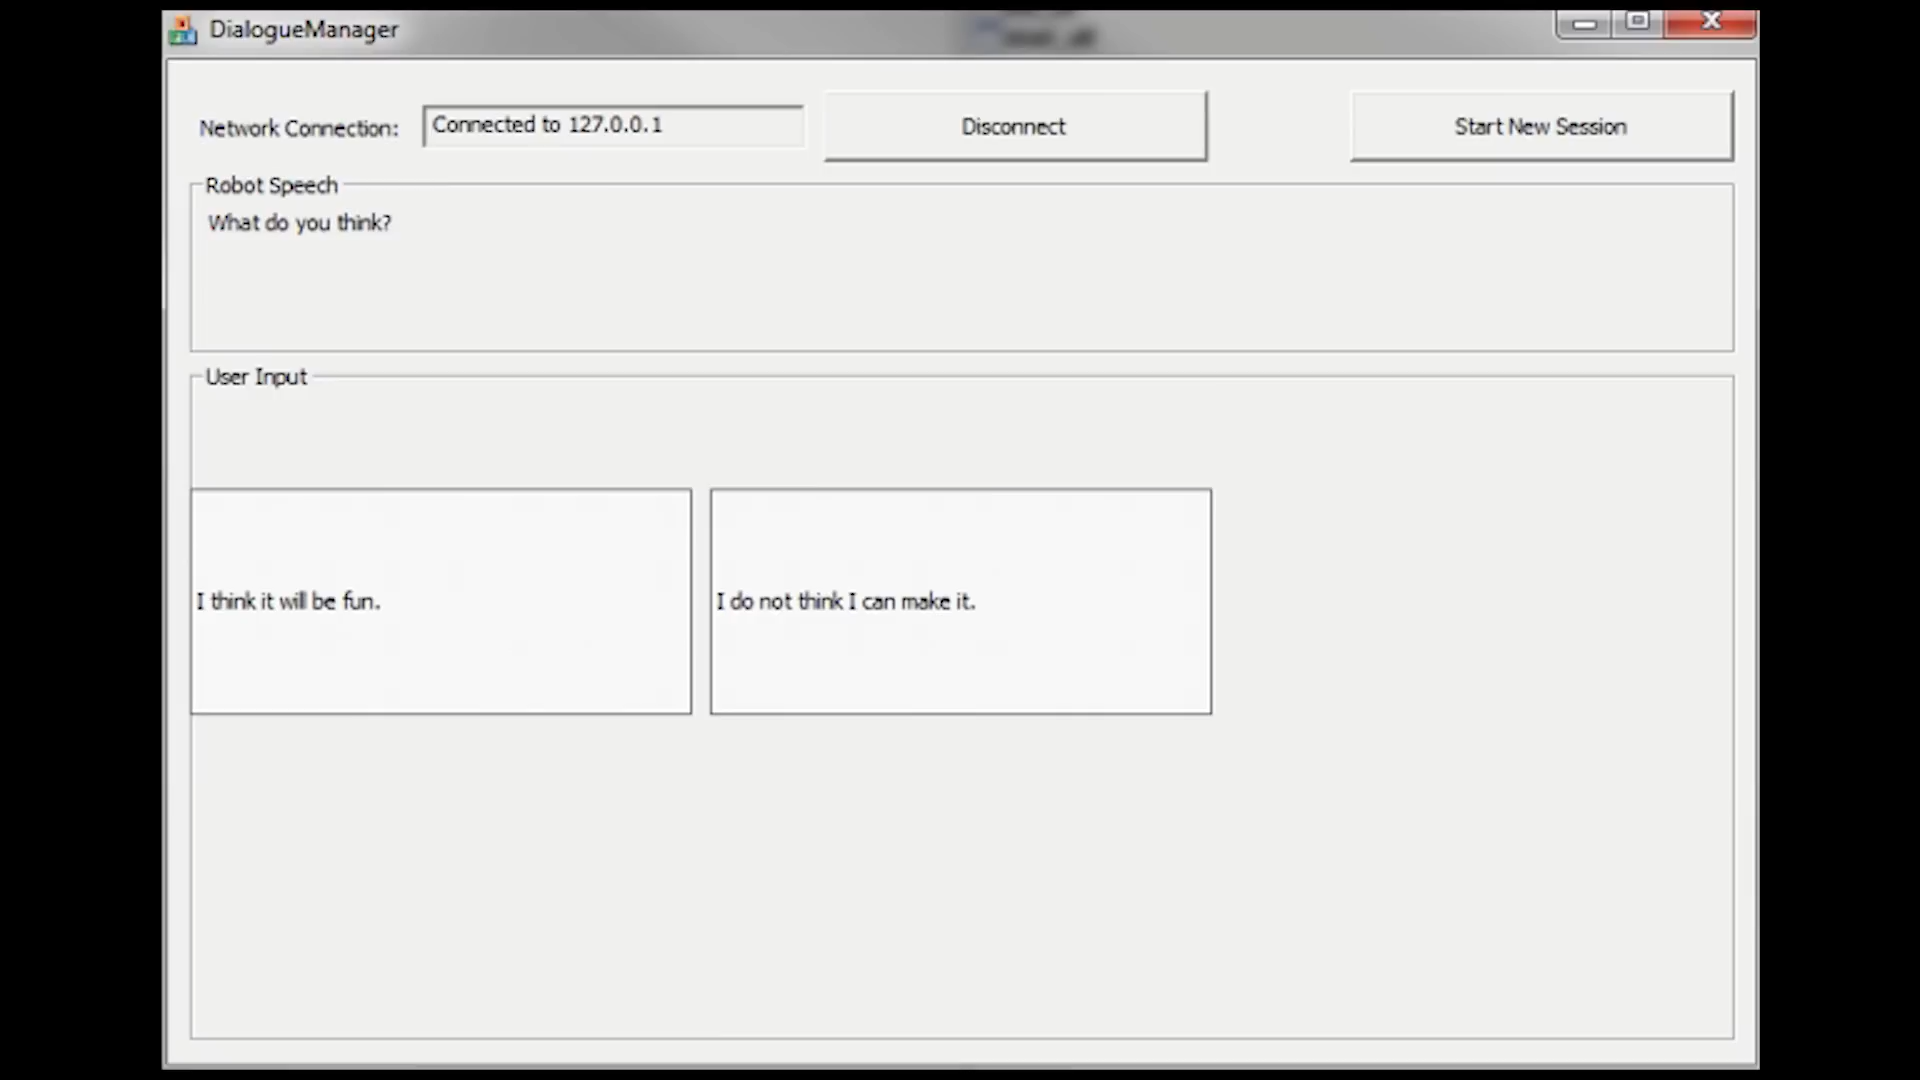 DialogueManager
Network Connection:
Connected to 127.0.0.1
Disconnect
Start New Session
Robot Speech
What do you think?
User Input
I think it will be fun.
I do not think I can make it.